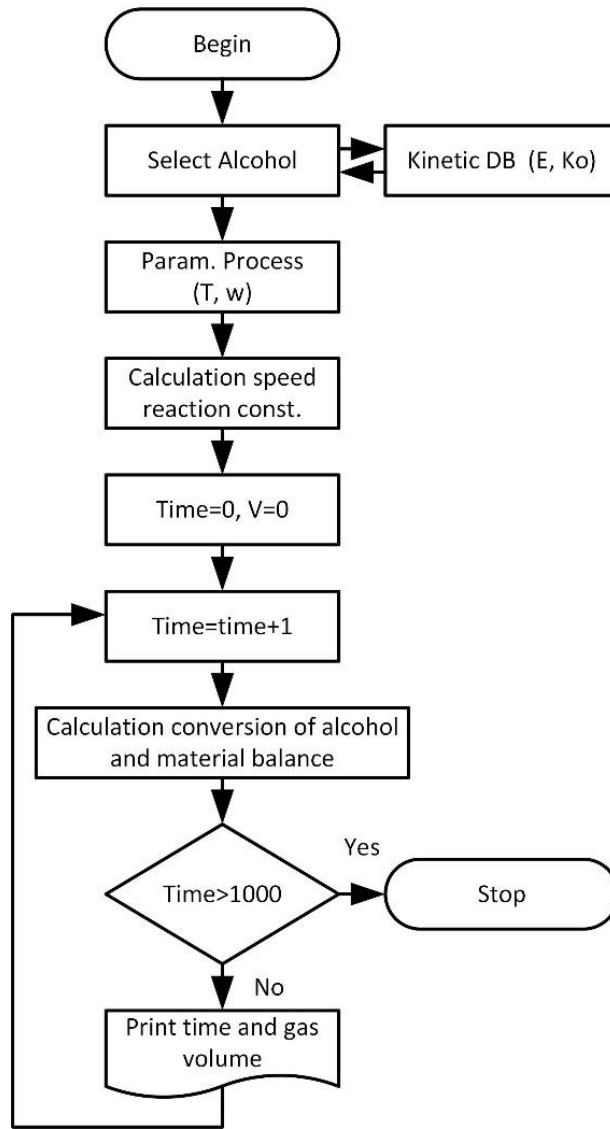 Begin
Select Alcohol
Kinetic DB (E, Ko)
Param. Process
(T, w)
Calculation speed
reaction const.
Time=0, V=0
Time=time+1
Calculation conversion of alcohol
and material balance
Yes
Time>1000
Stop
No
Print time and gas
volume